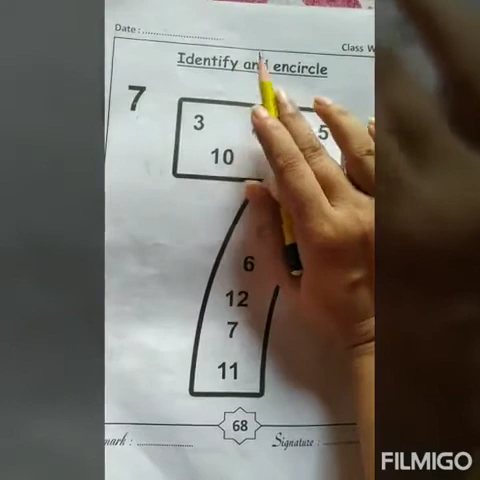 Date : ..............................
Class W
Identify and encircle
7
3 5
10
6
12
7
11
68
mark : ................
Signature : ........
FILMIGO